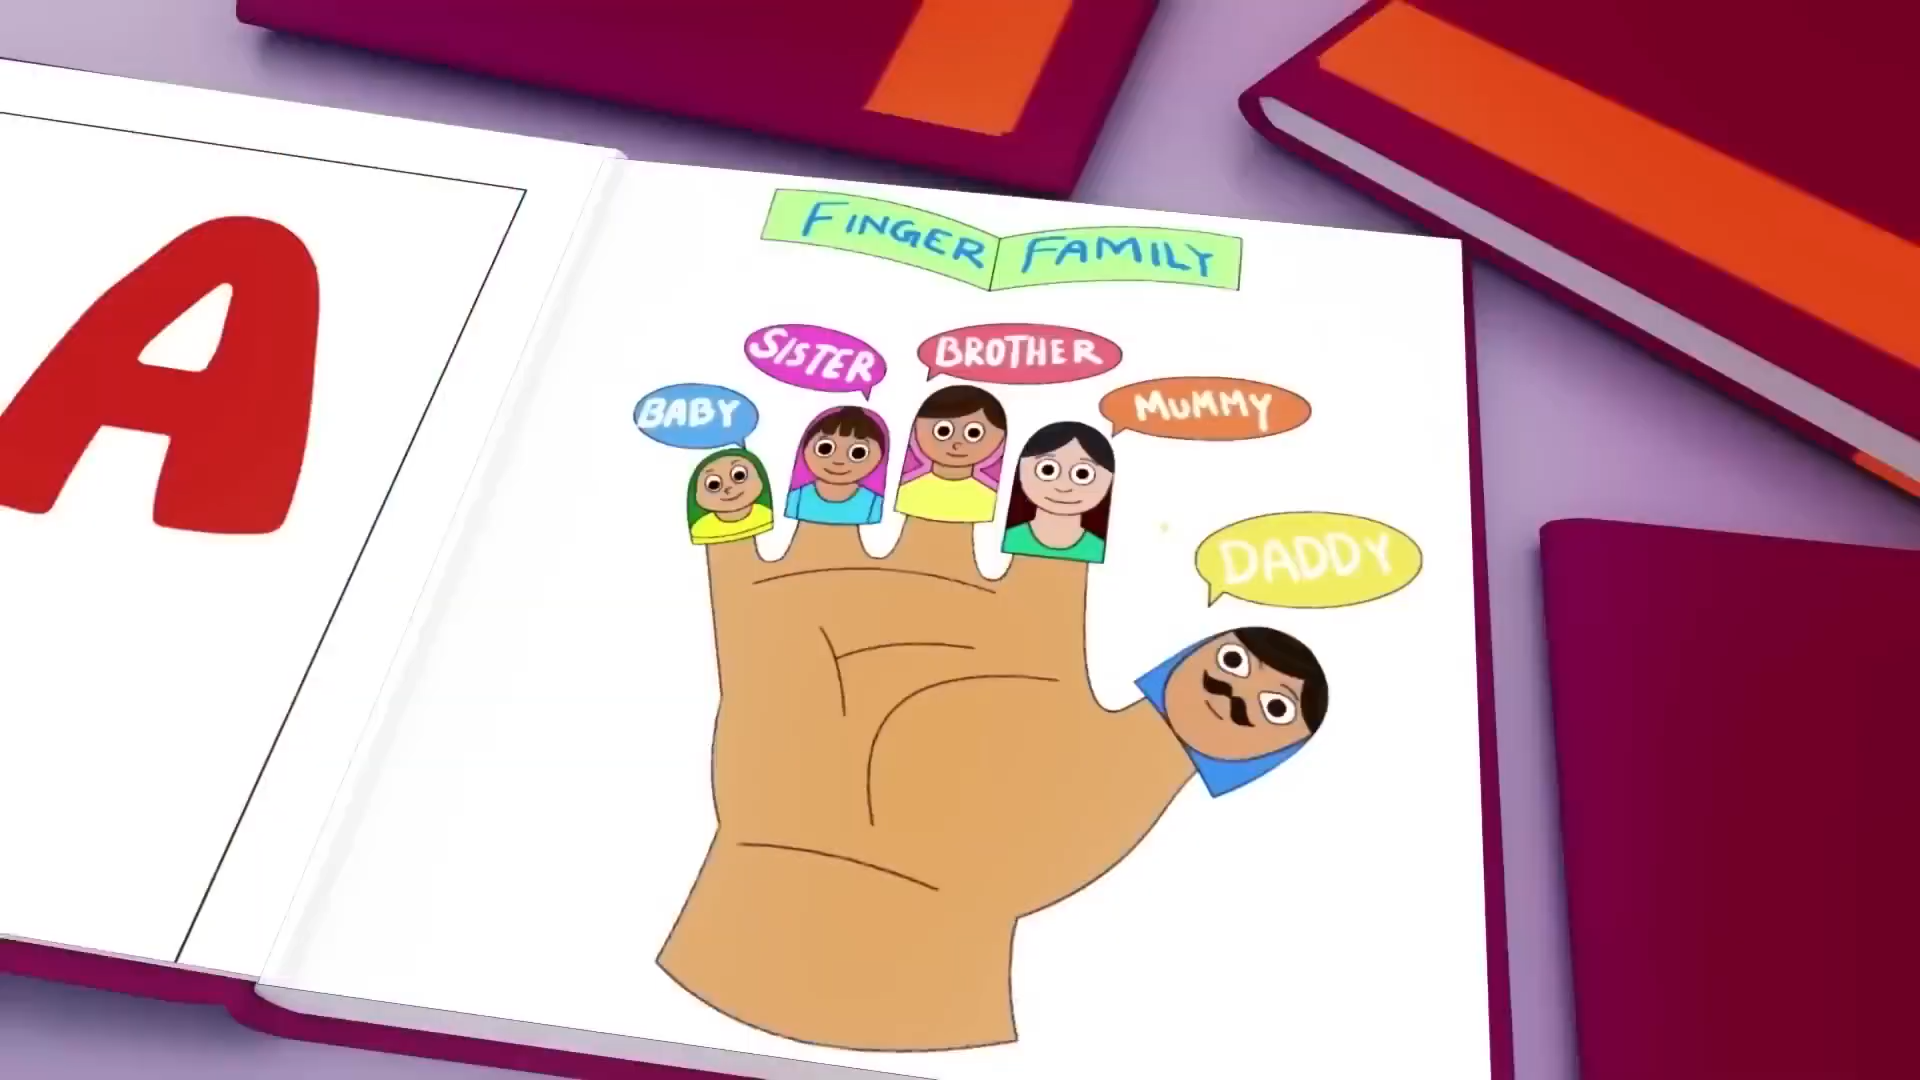 A
FINGER FAMILY
SISTER
BROTHER
BABY
MUMMY
DADDY